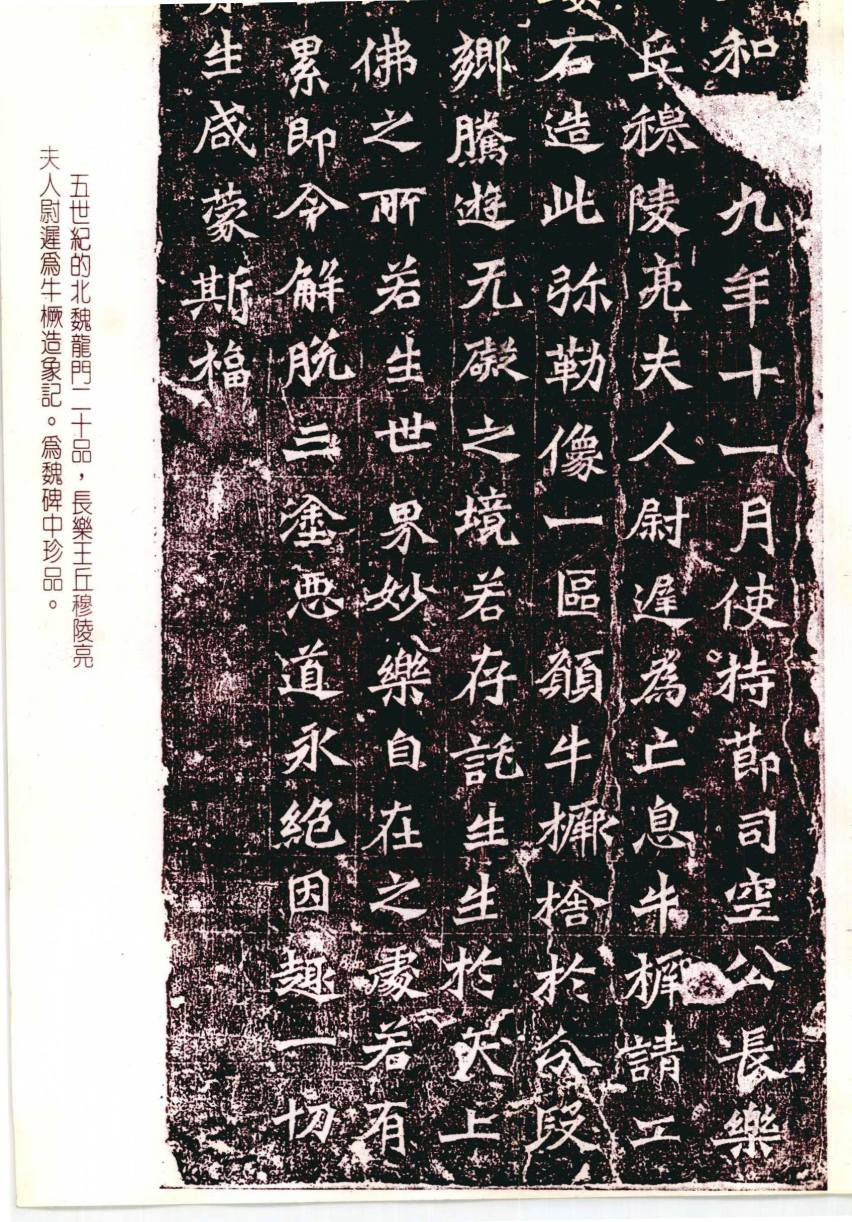 和九年十一月使持莭司空公長樂
丘穆陵亮夫人尉遲為亡息牛橛請工
石造此弥勒像一區願牛橛捨於分段
鄉騰遊无礙之境若存託生生於天上
佛之所若生世界妙樂自在之處若有
累即令解脱三塗悪道永絶因趣一切
生咸蒙斯福
五世紀的北魏龍門二十品，長樂王丘穆陵亮
夫人尉遲爲牛橛造象記。爲魏碑中珍品。